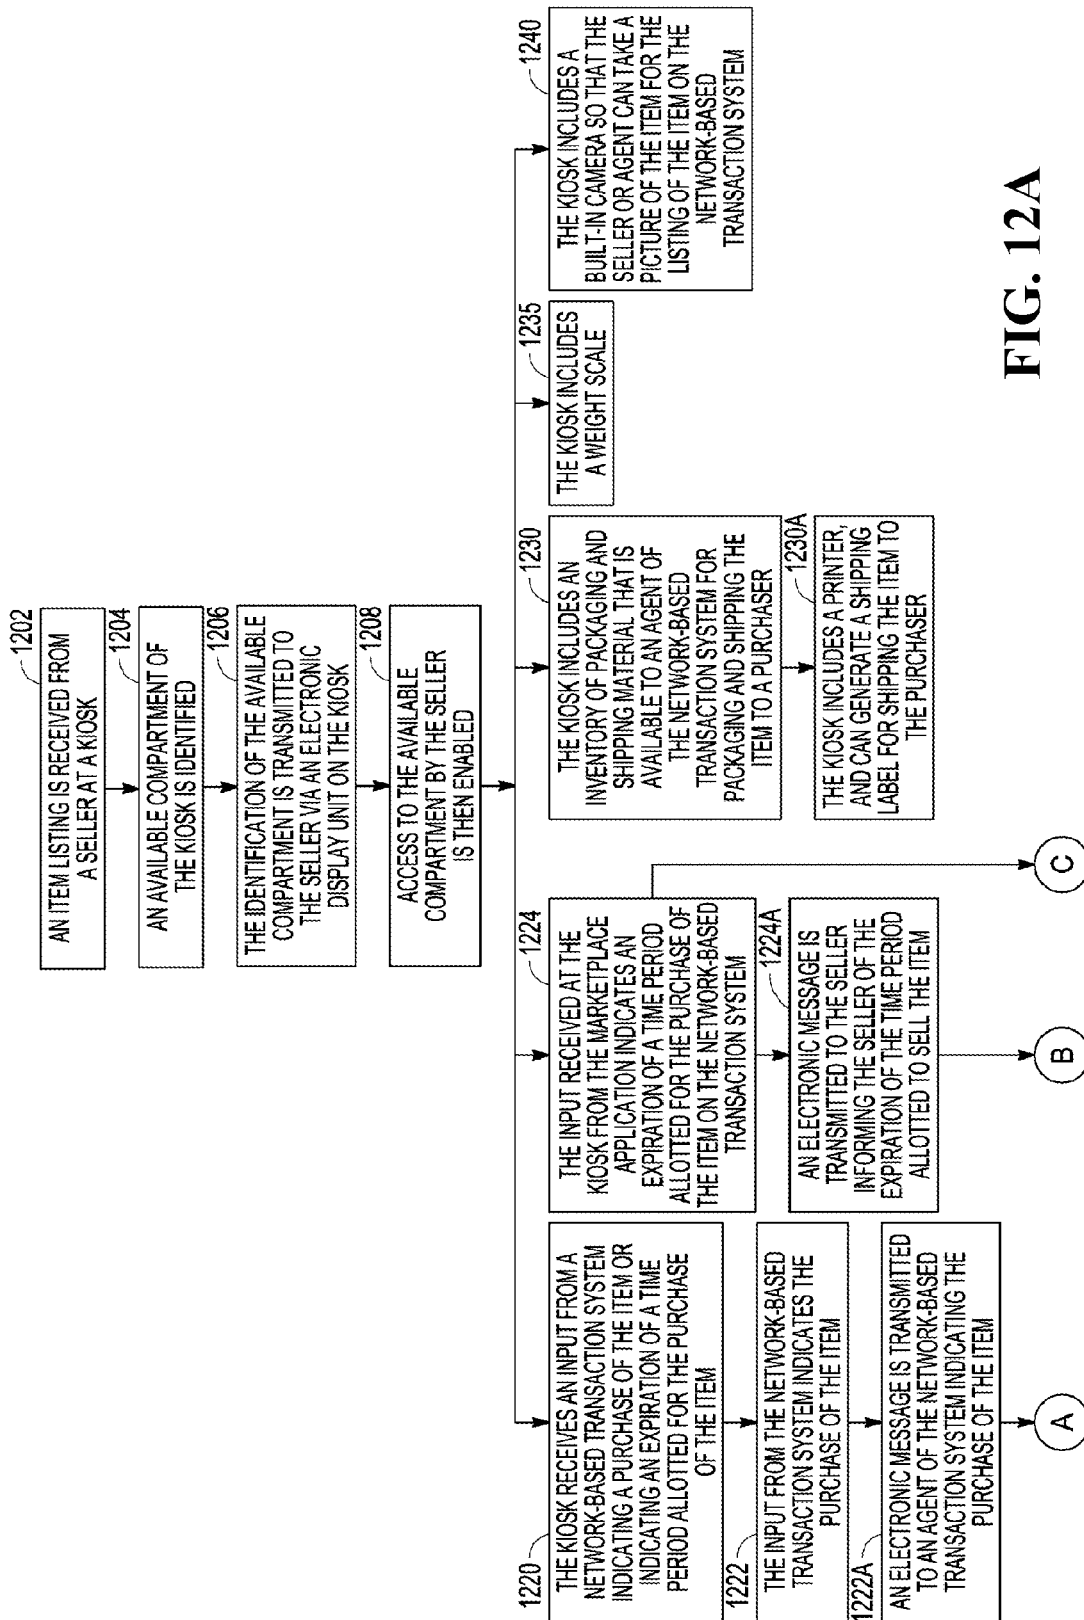 1202
AN ITEM LISTING IS RECEIVED FROM
A SELLER AT A KIOSK
1204
AN AVAILABLE COMPARTMENT OF
THE KIOSK IS IDENTIFIED
1206
THE IDENTIFICATION OF THE AVAILABLE
COMPARTMENT IS TRANSMITTED TO
THE SELLER VIA AN ELECTRONIC
DISPLAY UNIT ON THE KIOSK
1208
ACCESS TO THE AVAILABLE
COMPARTMENT BY THE SELLER
IS THEN ENABLED
1220
THE KIOSK RECEIVES AN INPUT FROM A
NETWORK-BASED TRANSACTION SYSTEM
INDICATING A PURCHASE OF THE ITEM OR
INDICATING AN EXPIRATION OF A TIME
PERIOD ALLOTTED FOR THE PURCHASE
OF THE ITEM
1222
THE INPUT FROM THE NETWORK-BASED
TRANSACTION SYSTEM INDICATES THE
PURCHASE OF THE ITEM
1222A
AN ELECTRONIC MESSAGE IS TRANSMITTED
TO AN AGENT OF THE NETWORK-BASED
TRANSACTION SYSTEM INDICATING THE
PURCHASE OF THE ITEM
A
1224
THE INPUT RECEIVED AT THE
KIOSK FROM THE MARKETPLACE
APPLICATION INDICATES AN
EXPIRATION OF A TIME PERIOD
ALLOTTED FOR THE PURCHASE OF
THE ITEM ON THE NETWORK-BASED
TRANSACTION SYSTEM
1224A
AN ELECTRONIC MESSAGE IS
TRANSMITTED TO THE SELLER
INFORMING THE SELLER OF THE
EXPIRATION OF THE TIME PERIOD
ALLOTTED TO SELL THE ITEM
B
C
1230
THE KIOSK INCLUDES AN
INVENTORY OF PACKAGING AND
SHIPPING MATERIAL THAT IS
AVAILABLE TO AN AGENT OF
THE NETWORK-BASED
TRANSACTION SYSTEM FOR
PACKAGING AND SHIPPING THE
ITEM TO A PURCHASER
1230A
THE KIOSK INCLUDES A PRINTER,
AND CAN GENERATE A SHIPPING
LABEL FOR SHIPPING THE ITEM TO
THE PURCHASER
1235
THE KIOSK INCLUDES
A WEIGHT SCALE
1240
THE KIOSK INCLUDES A
BUILT-IN CAMERA SO THAT THE
SELLER OR AGENT CAN TAKE A
PICTURE OF THE ITEM FOR THE
LISTING OF THE ITEM ON THE
NETWORK-BASED
TRANSACTION SYSTEM
FIG. 12A